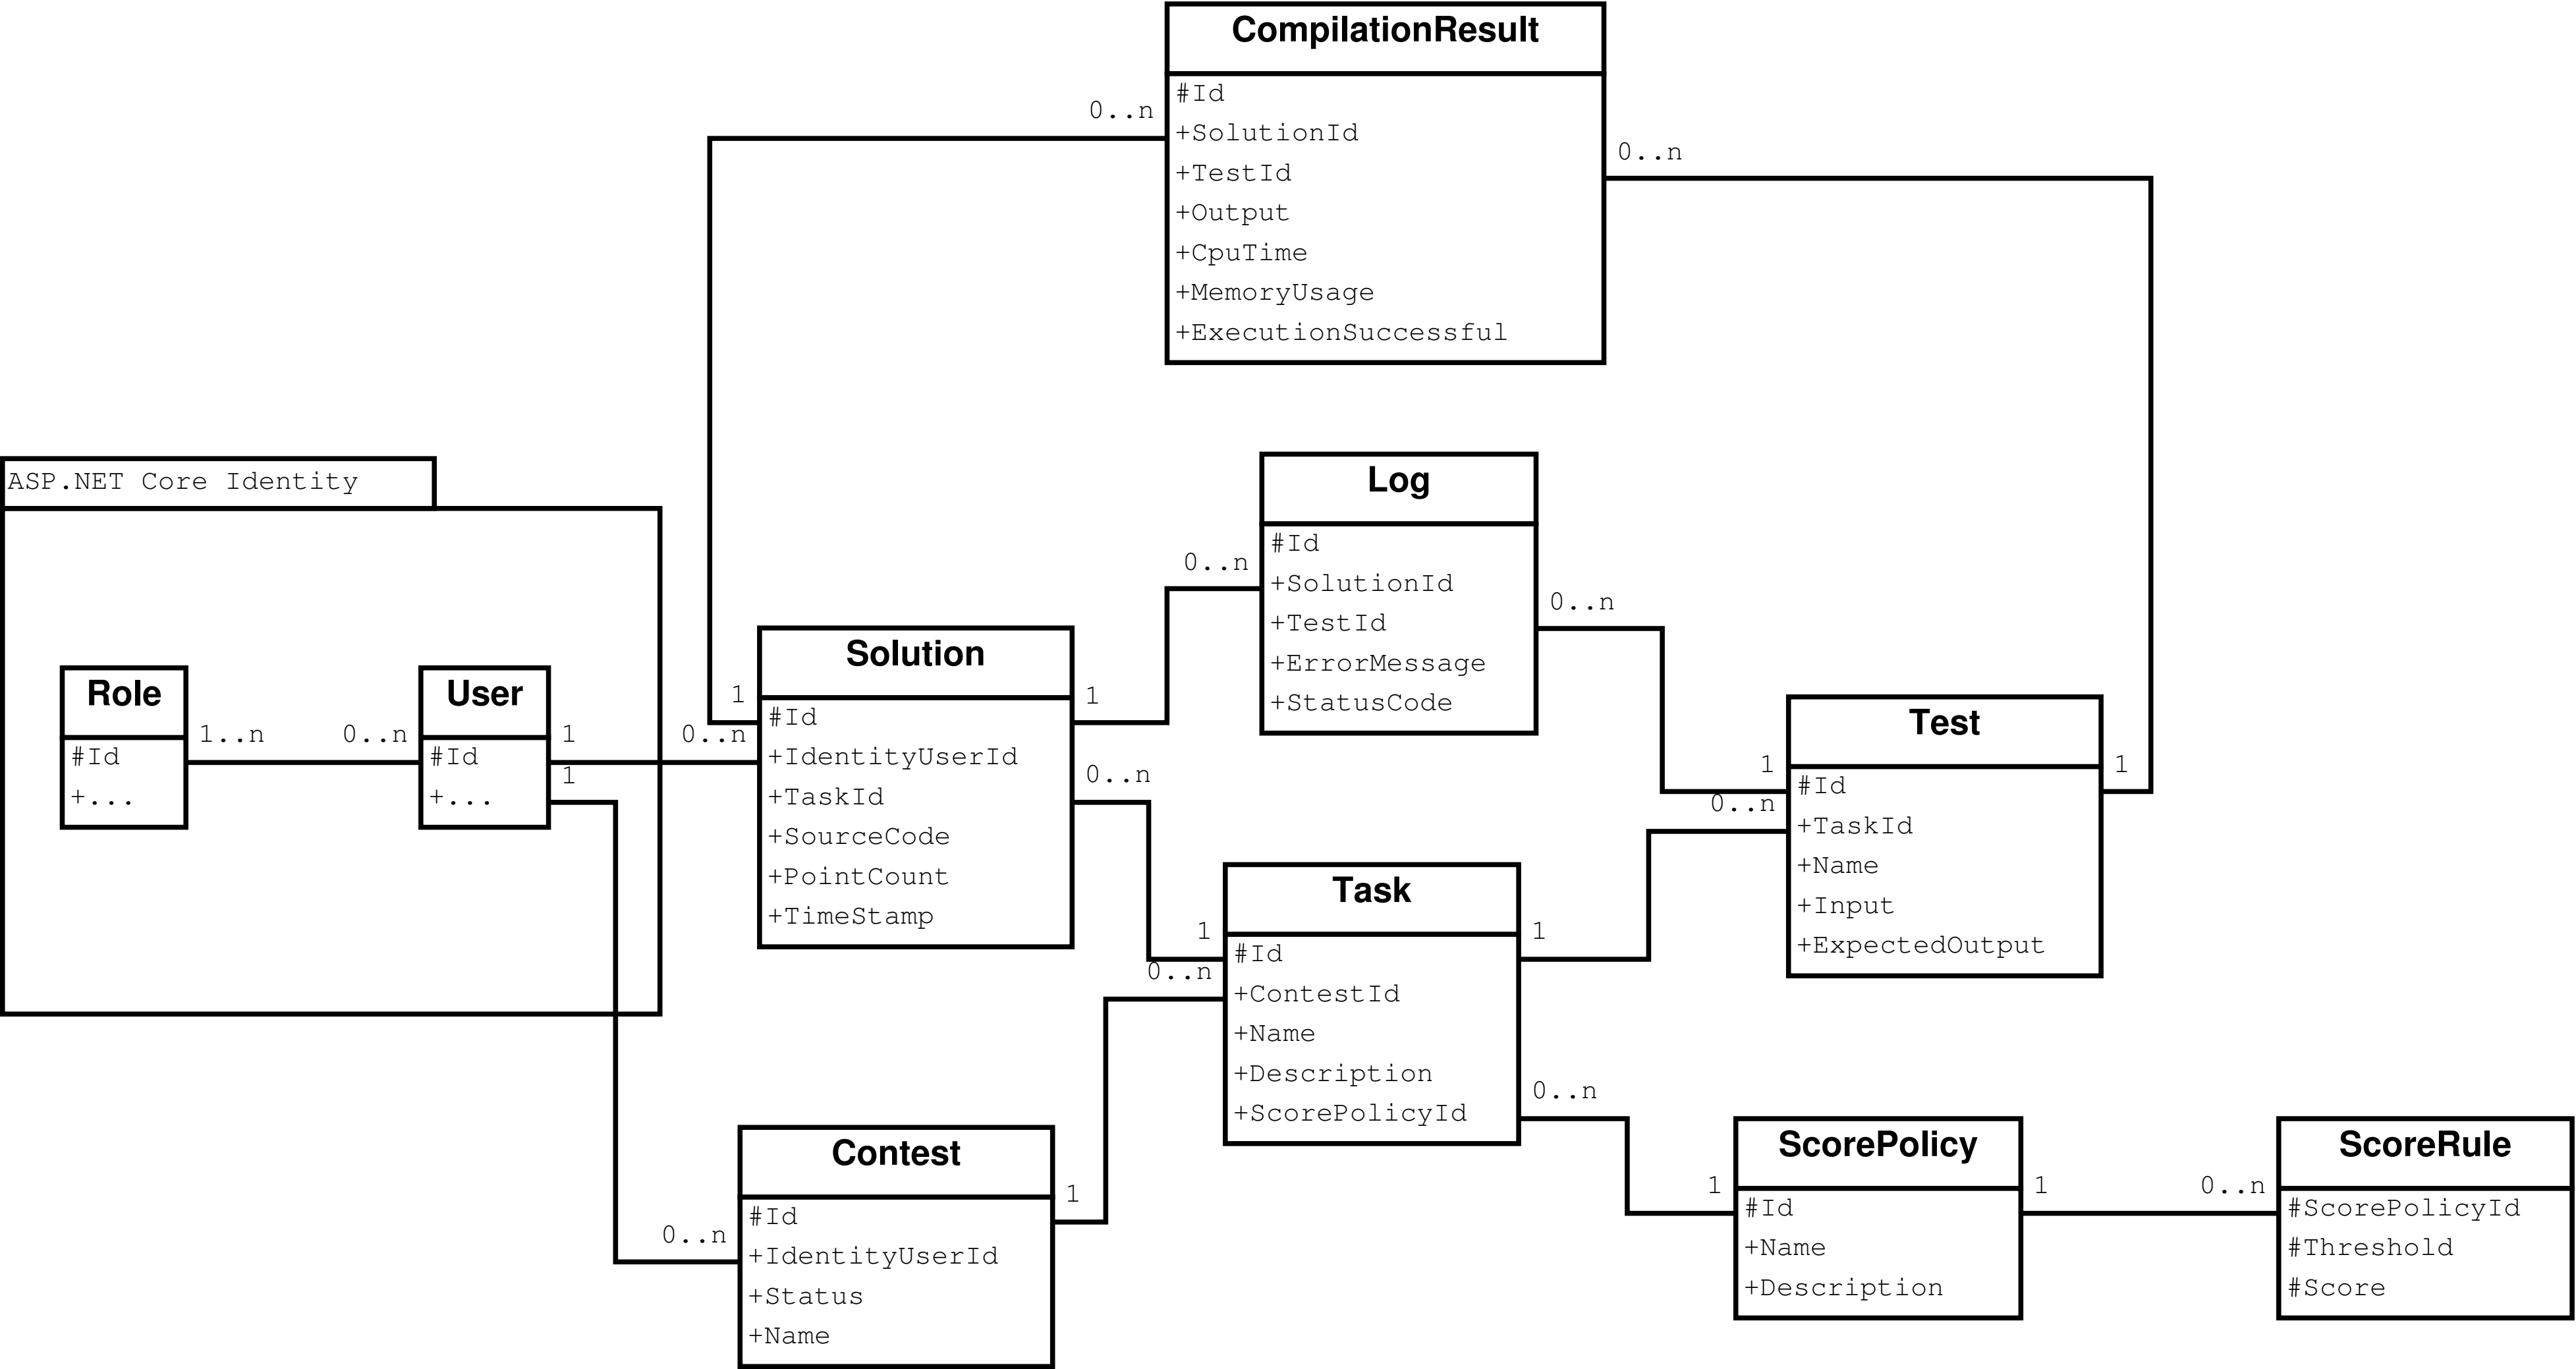 CompilationResult
#Id
+SolutionId
+TestId
+Output
+CpuTime
+MemoryUsage
+ExecutionSuccessful
0..n
0..n
ASP.NET Core Identity
Role
#Id
+...
1..n
0..n
User
#Id
+...
1
1
Solution
#Id
+IdentityUserId
+TaskId
+SourceCode
+PointCount
+TimeStamp
1
0..n
1
0..n
Log
#Id
+SolutionId
+TestId
+ErrorMessage
+StatusCode
0..n
0..n
Test
#Id
+TaskId
+Name
+Input
+ExpectedOutput
1
0..n
1
Task
#Id
+ContestId
+Name
+Description
+ScorePolicyId
1
0..n
1
0..n
Contest
#Id
+IdentityUserId
+Status
+Name
0..n
1
ScorePolicy
#Id
+Name
+Description
1
1
ScoreRule
#ScorePolicyId
#Threshold
#Score
0..n